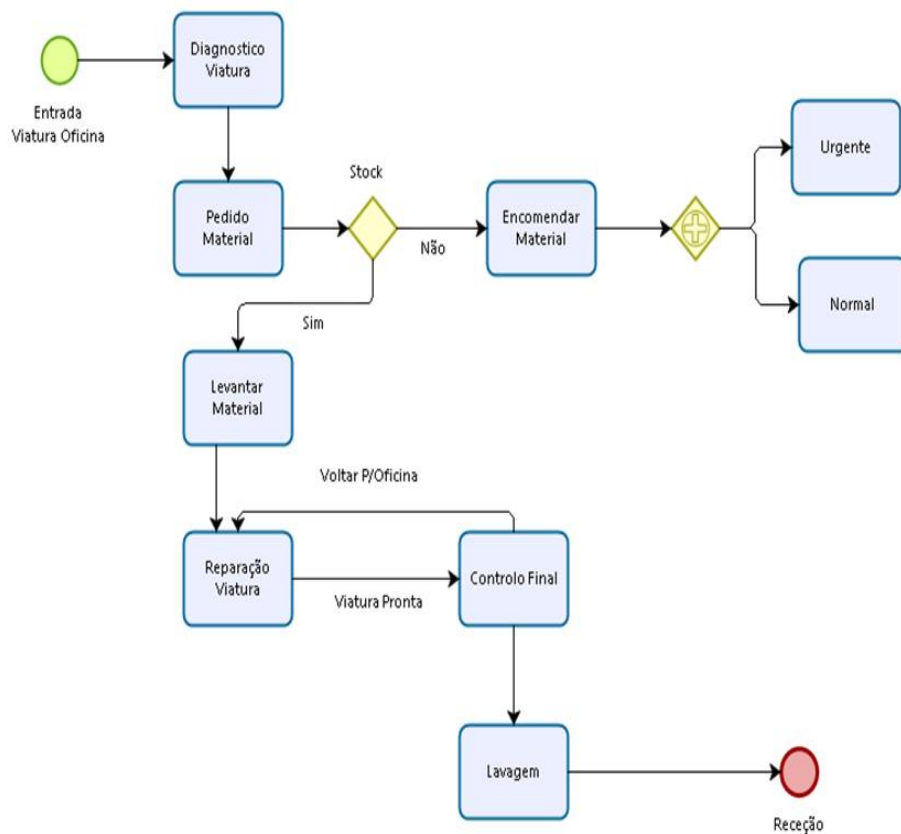 Entrada
Viatura Oficina
Diagnostico
Viatura
Pedido
Material
Stock
Não
Sim
Encomendar
Material
Urgente
Normal
Levantar
Material
Voltar P/Oficina
Reparação
Viatura
Viatura Pronta
Controlo Final
Lavagem
Receção